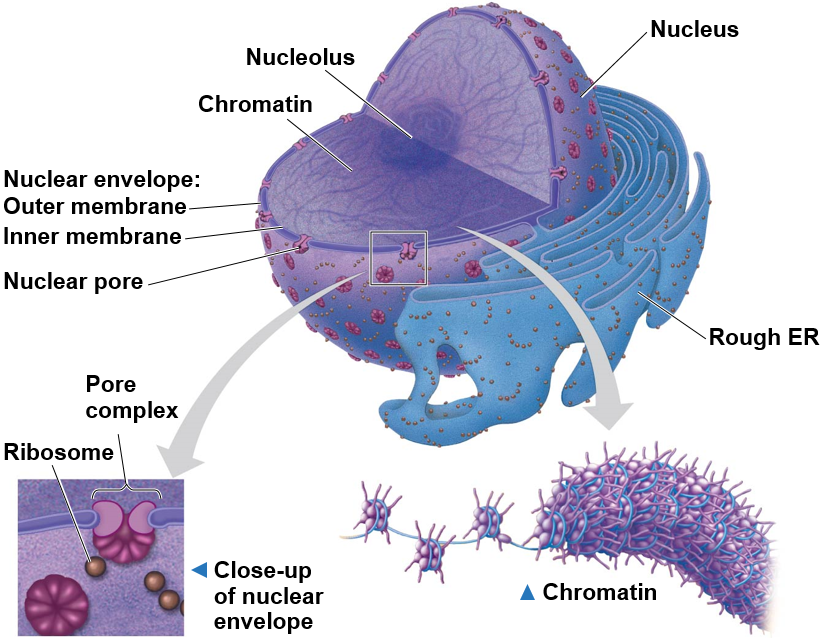 Nucleolus
Nucleus
Chromatin
Nuclear envelope:
Outer membrane
Inner membrane
Nuclear pore
Rough ER
Pore
complex
Ribosome
Close-up
of nuclear
envelope
Chromatin